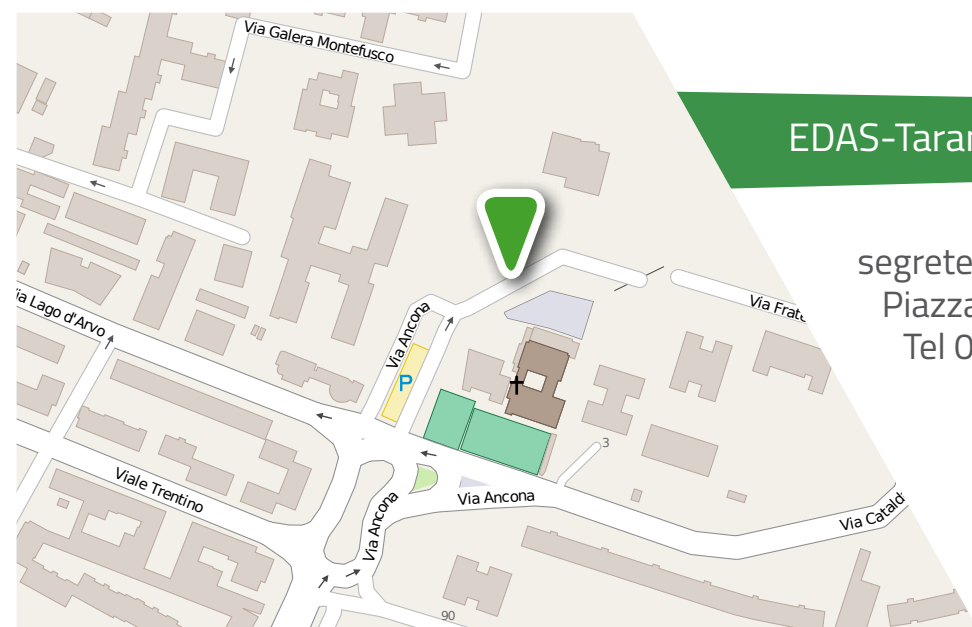 Via Galera Montefusco
EDAS-Taran
segrete
Piazza
Tel 0
Via Lago d'Arvo
Via Ancona
Via Frate
P
3
Viale Trentino
Via Ancona
Via Ancona
Via Catald
90